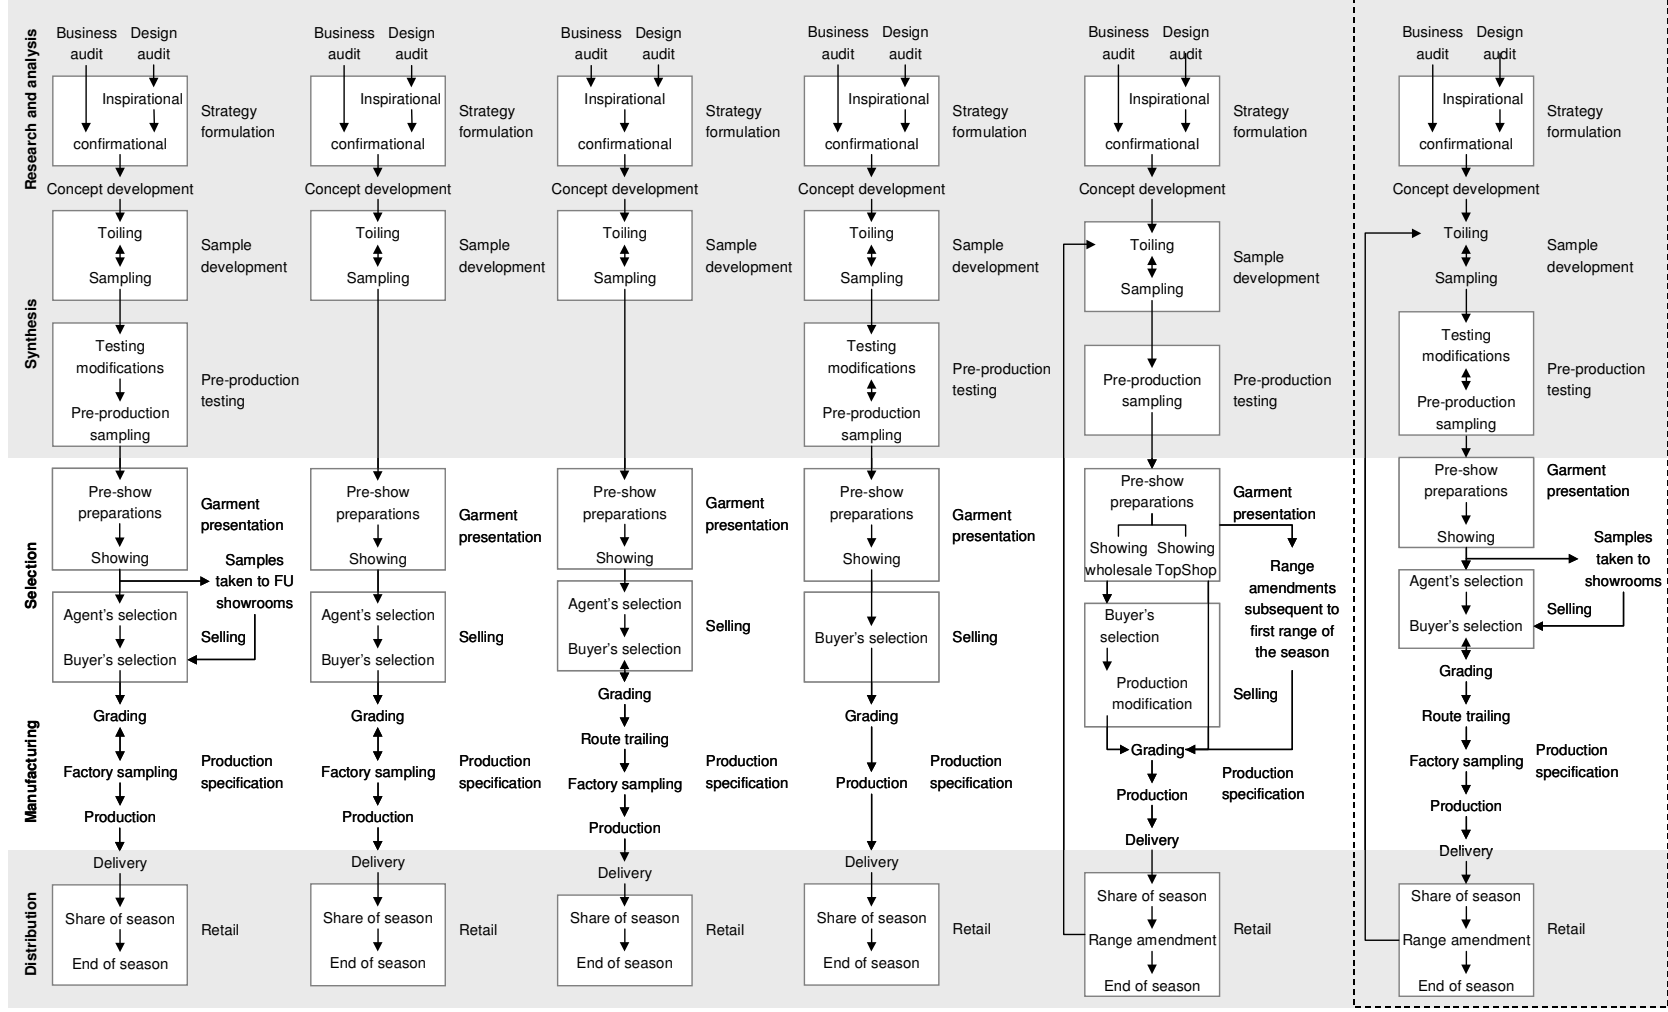 Research and analysis
Synthesis
Selection
Manufacturing
Distribution
Business
audit
Design
audit
Inspirational
confirmational
Strategy
formulation
Concept development
Toiling
Sampling
Sample
development
Testing
modifications
Pre-production
sampling
Pre-production
testing
Pre-show
preparations
Showing
Garment
presentation
Samples
taken to FU
showrooms
Agent’s selection
Buyer’s selection
Selling
Grading
Factory sampling
Production
Production
specification
Delivery
Share of season
End of season
Retail
Business
audit
Design
audit
Inspirational
confirmational
Strategy
formulation
Concept development
Toiling
Sampling
Sample
development
Pre-show
preparations
Showing
Garment
presentation
Agent’s selection
Buyer’s selection
Selling
Grading
Factory sampling
Production
Production
specification
Delivery
Share of season
End of season
Retail
Business
audit
Design
audit
Inspirational
confirmational
Strategy
formulation
Concept development
Toiling
Sampling
Sample
development
Pre-show
preparations
Showing
Garment
presentation
Agent’s selection
Buyer’s selection
Selling
Grading
Route trailing
Factory sampling
Production
Production
specification
Delivery
Share of season
End of season
Retail
Business
audit
Design
audit
Inspirational
confirmational
Strategy
formulation
Concept development
Toiling
Sampling
Sample
development
Testing
modifications
Pre-production
sampling
Pre-production
testing
Pre-show
preparations
Showing
Garment
presentation
Buyer’s selection
Selling
Grading
Production
Production
specification
Delivery
Share of season
End of season
Retail
Business
audit
Design
audit
Inspirational
confirmational
Strategy
formulation
Concept development
Toiling
Sampling
Sample
development
Pre-production
sampling
Pre-production
testing
Pre-show
preparations
Showing
wholesale
Showing
TopShop
Garment
presentation
Range
amendments
subsequent to
first range of
the season
Buyer’s
selection
Production
modification
Selling
Grading
Production
Production
specification
Delivery
Share of season
Range amendment
End of season
Retail
Business
audit
Design
audit
Inspirational
confirmational
Strategy
formulation
Concept development
Toiling
Sampling
Sample
development
Testing
modifications
Pre-production
sampling
Pre-production
testing
Pre-show
preparations
Showing
Garment
presentation
Samples
taken to
showrooms
Agent’s selection
Buyer’s selection
Selling
Grading
Route trailing
Factory sampling
Production
Production
specification
Delivery
Share of season
Range amendment
End of season
Retail